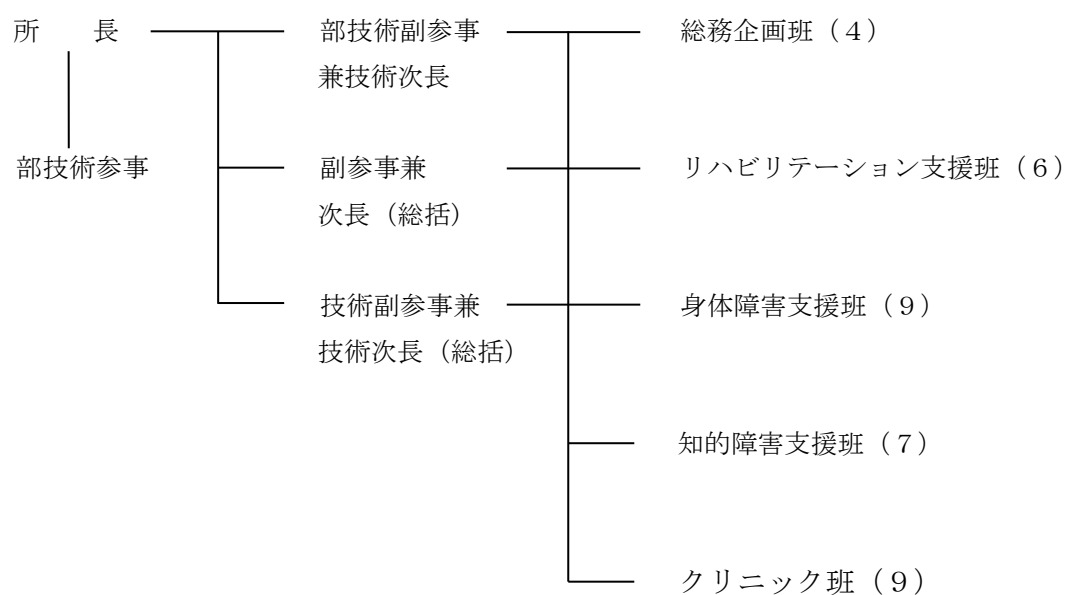 所　　長
部技術副参事
兼技術次長
総務企画班（４）
部技術参事
副参事兼
次長（総括）
リハビリテーション支援班（６）
技術副参事兼
技術次長（総括）
身体障害支援班（９）
知的障害支援班（７）
クリニック班（９）